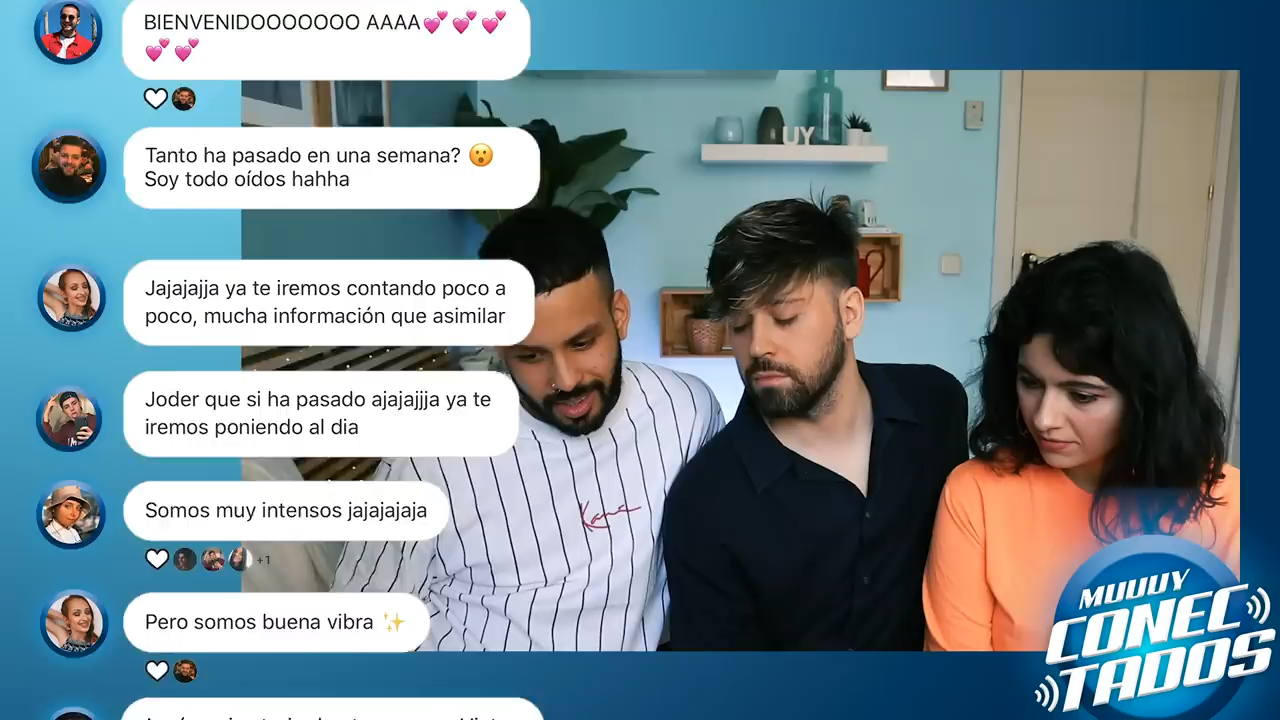 BIENVENIDOOOOOOO AAAA💕💕💕
💕💕
Tanto ha pasado en una semana? 😮
Soy todo oídos hahha
UY
Jajajajja ya te iremos contando poco a
poco, mucha información que asimilar
Joder que si ha pasado ajajajjja ya te
iremos poniendo al dia
Somos muy intensos jajajajaja
Kana
+1
Pero somos buena vibra ✨
MUUUY
CONEC
TADOS